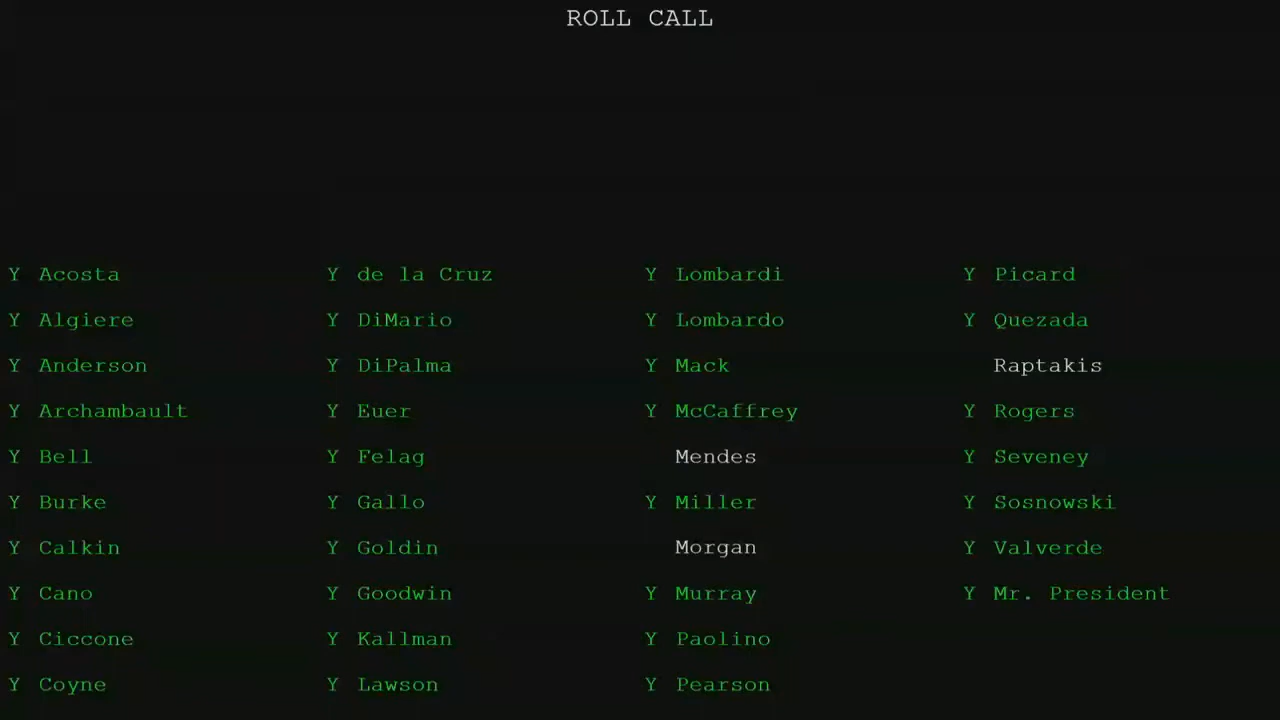 ROLL CALL
Y Acosta
Y Algiere
Y Anderson
Y Archambault
Y Bell
Y Burke
Y Calkin
Y Cano
Y Ciccone
Y Coyne
Y de la Cruz
Y DiMario
Y DiPalma
Y Euer
Y Felag
Y Gallo
Y Goldin
Y Goodwin
Y Kallman
Y Lawson
Y Lombardi
Y Lombardo
Y Mack
Y McCaffrey
Mendes
Y Miller
Morgan
Y Murray
Y Paolino
Y Pearson
Y Picard
Y Quezada
Raptakis
Y Rogers
Y Seveney
Y Sosnowski
Y Valverde
Y Mr. President